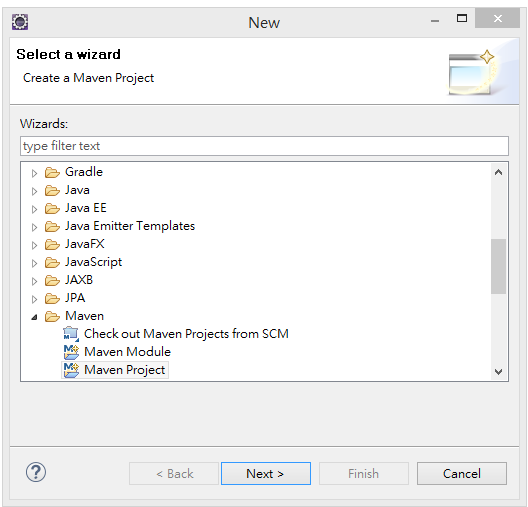 New
Select a wizard
Create a Maven Project
Wizards:
type filter text
Gradle
Java
Java EE
Java Emitter Templates
JavaFX
JavaScript
JAXB
JPA
Maven
Check out Maven Projects from SCM
Maven Module
Maven Project
? < Back Next > Finish Cancel